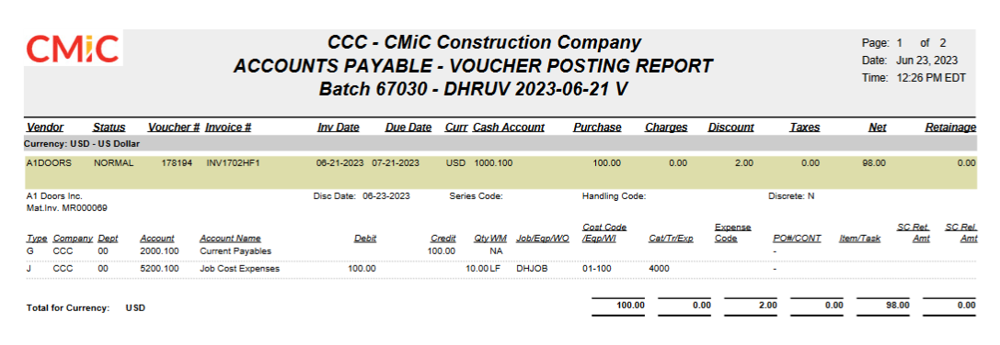 CMiC
CCC - CMiC Construction Company
ACCOUNTS PAYABLE - VOUCHER POSTING REPORT
Batch 67030 - DHRUV 2023-06-21 V
Page: 1 of 2
Date: Jun 23, 2023
Time: 12:26 PM EDT
Vendor Status Voucher # Invoice # Inv Date Due Date Curr Cash Account Purchase Charges Discount Taxes Net Retainage
Currency: USD - US Dollar
A1DOORS NORMAL 178194 INV1702HF1 06-21-2023 07-21-2023 USD 1000.100 100.00 0.00 2.00 0.00 98.00 0.00
A1 Doors Inc. Disc Date: 06-23-2023 Series Code: Handling Code: Discrete: N
Mat.Inv. MR000069
Type Company Dept Account Account Name Debit Credit Qty WM Job/Eqp/WO Cost Code /Eqp/WI Cat/Tr/Exp Expense Code PO#/CONT Item/Task SC Ret. Amt SC Rel. Amt
G CCC 00 2000.100 Current Payables 100.00 NA -
J CCC 00 5200.100 Job Cost Expenses 100.00 10.00 LF DHJOB 01-100 4000 -
Total for Currency: USD 100.00 0.00 2.00 0.00 98.00 0.00